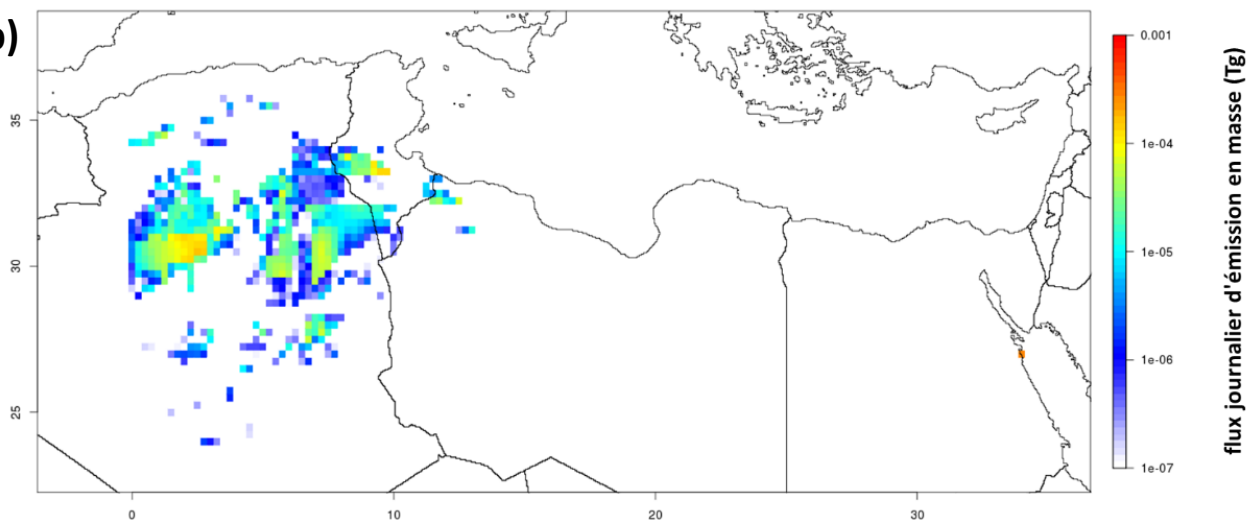 b)
35
30
25
0
10
20
30
0.001
1e-04
1e-05
1e-06
1e-07
flux journalier d'émission en masse (Tg)